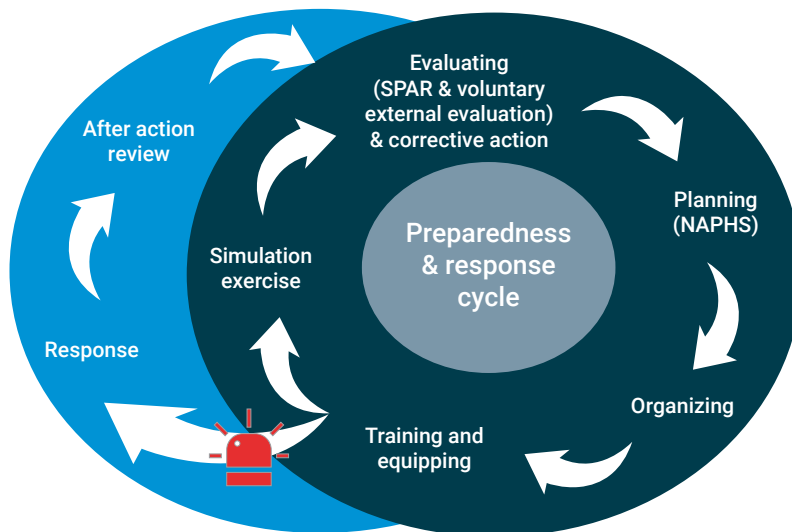 Evaluating
(SPAR & voluntary
external evaluation)
& corrective action
After action
review
Planning
(NAPHS)
Preparedness
& response
cycle
Simulation
exercise
Response
Organizing
Training and
equipping